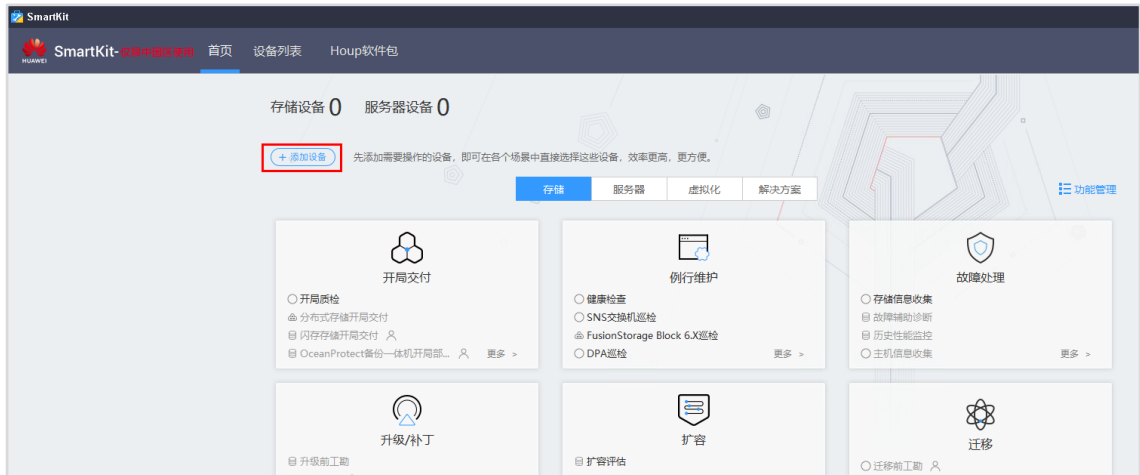 SmartKit
HUAWEI SmartKit-仅限中国区使用 首页 设备列表 Houp软件包
存储设备 0 服务器设备 0
+ 添加设备 先添加需要操作的设备，即可在各个场景中直接选择这些设备，效率更高，更方便。
存储 服务器 虚拟化 解决方案 功能管理
开局交付
开局质检
分布式存储开局交付
闪存存储开局交付
OceanProtect备份一体机开局部... 更多 >
例行维护
健康检查
SNS交换机巡检
FusionStorage Block 6.X巡检
DPA巡检 更多 >
故障处理
存储信息收集
故障辅助诊断
历史性能监控
主机信息收集 更多 >
升级/补丁
升级前工勘
扩容
扩容评估
迁移
迁移前工勘